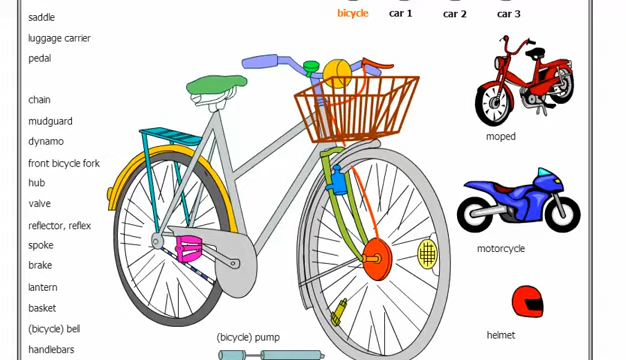 bicycle
car 1
car 2
car 3
saddle
luggage carrier
pedal
chain
mudguard
dynamo
front bicycle fork
hub
valve
reflector, reflex
spoke
brake
lantern
basket
(bicycle) bell
handlebars
(bicycle) pump
moped
motorcycle
helmet